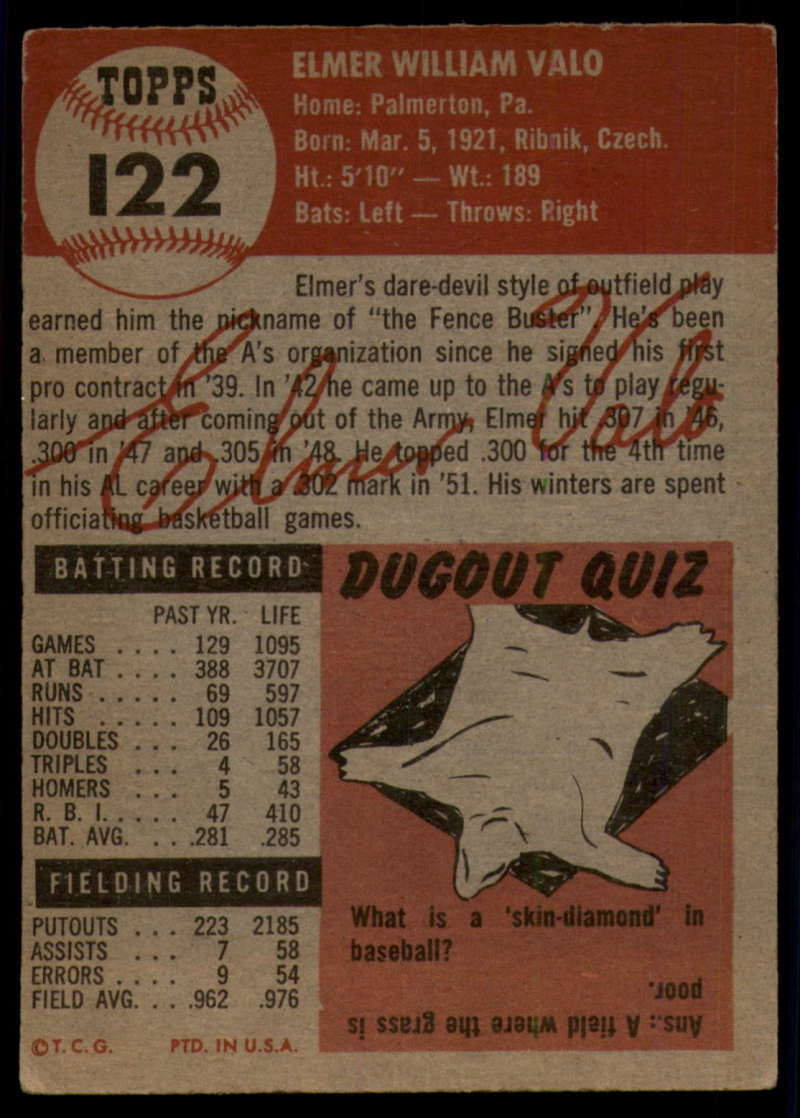 TOPPS
122
ELMER WILLIAM VALO
Home: Palmerton, Pa.
Born: Mar. 5, 1921, Ribnik, Czech.
Ht.: 5'10" — Wt.: 189
Bats: Left — Throws: Right
Elmer's dare-devil style of outfield play
earned him the nickname of "the Fence Buster". He's been
a member of the A's organization since he signed his first
pro contract in '39. In '42 he came up to the A's to play regu-
larly and after coming out of the Army, Elmer hit .307 in '46,
.300 in '47 and .305 in '48. He topped .300 for the 4th time
in his AL career with a .302 mark in '51. His winters are spent
officiating basketball games.
Elmer Valo
BATTING RECORD
PAST YR. LIFE
GAMES .... 129 1095
AT BAT .... 388 3707
RUNS ..... 69 597
HITS ..... 109 1057
DOUBLES ... 26 165
TRIPLES ... 4 58
HOMERS ... 5 43
R. B. I. .... 47 410
BAT. AVG. ... .281 .285
FIELDING RECORD
PUTOUTS ... 223 2185
ASSISTS ... 7 58
ERRORS .... 9 54
FIELD AVG. ... .962 .976
©T. C. G. PTD. IN U.S.A.
DUGOUT QUIZ
What is a 'skin-diamond' in
baseball?
Ans.: A field where the grass is
poor.